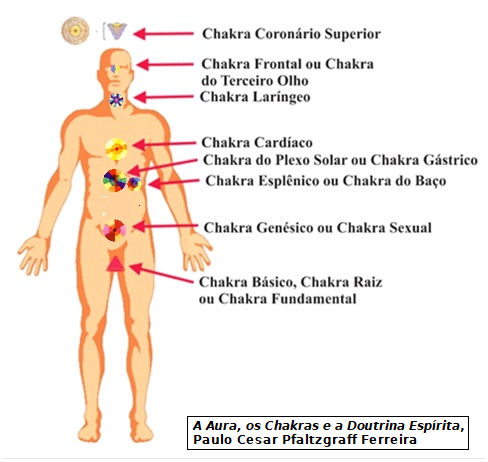 Chakra Coronário Superior
Chakra Frontal ou Chakra
do Terceiro Olho
Chakra Laríngeo
Chakra Cardíaco
Chakra do Plexo Solar ou Chakra Gástrico
Chakra Esplênico ou Chakra do Baço
Chakra Genésico ou Chakra Sexual
Chakra Básico, Chakra Raiz
ou Chakra Fundamental
A Aura, os Chakras e a Doutrina Espírita,
Paulo Cesar Pfaltzgraff Ferreira